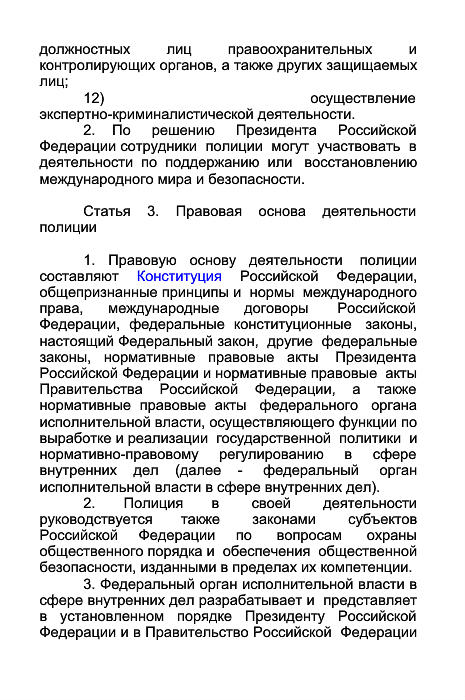 должностных лиц правоохранительных и
контролирующих органов, а также других защищаемых
лиц;
12) осуществление
экспертно-криминалистической деятельности.
2. По решению Президента Российской
Федерации сотрудники полиции могут участвовать в
деятельности по поддержанию или восстановлению
международного мира и безопасности.
Статья 3. Правовая основа деятельности
полиции
1. Правовую основу деятельности полиции
составляют Конституция Российской Федерации,
общепризнанные принципы и нормы международного
права, международные договоры Российской
Федерации, федеральные конституционные законы,
настоящий Федеральный закон, другие федеральные
законы, нормативные правовые акты Президента
Российской Федерации и нормативные правовые акты
Правительства Российской Федерации, а также
нормативные правовые акты федерального органа
исполнительной власти, осуществляющего функции по
выработке и реализации государственной политики и
нормативно-правовому регулированию в сфере
внутренних дел (далее - федеральный орган
исполнительной власти в сфере внутренних дел).
2. Полиция в своей деятельности
руководствуется также законами субъектов
Российской Федерации по вопросам охраны
общественного порядка и обеспечения общественной
безопасности, изданными в пределах их компетенции.
3. Федеральный орган исполнительной власти в
сфере внутренних дел разрабатывает и представляет
в установленном порядке Президенту Российской
Федерации и в Правительство Российской Федерации